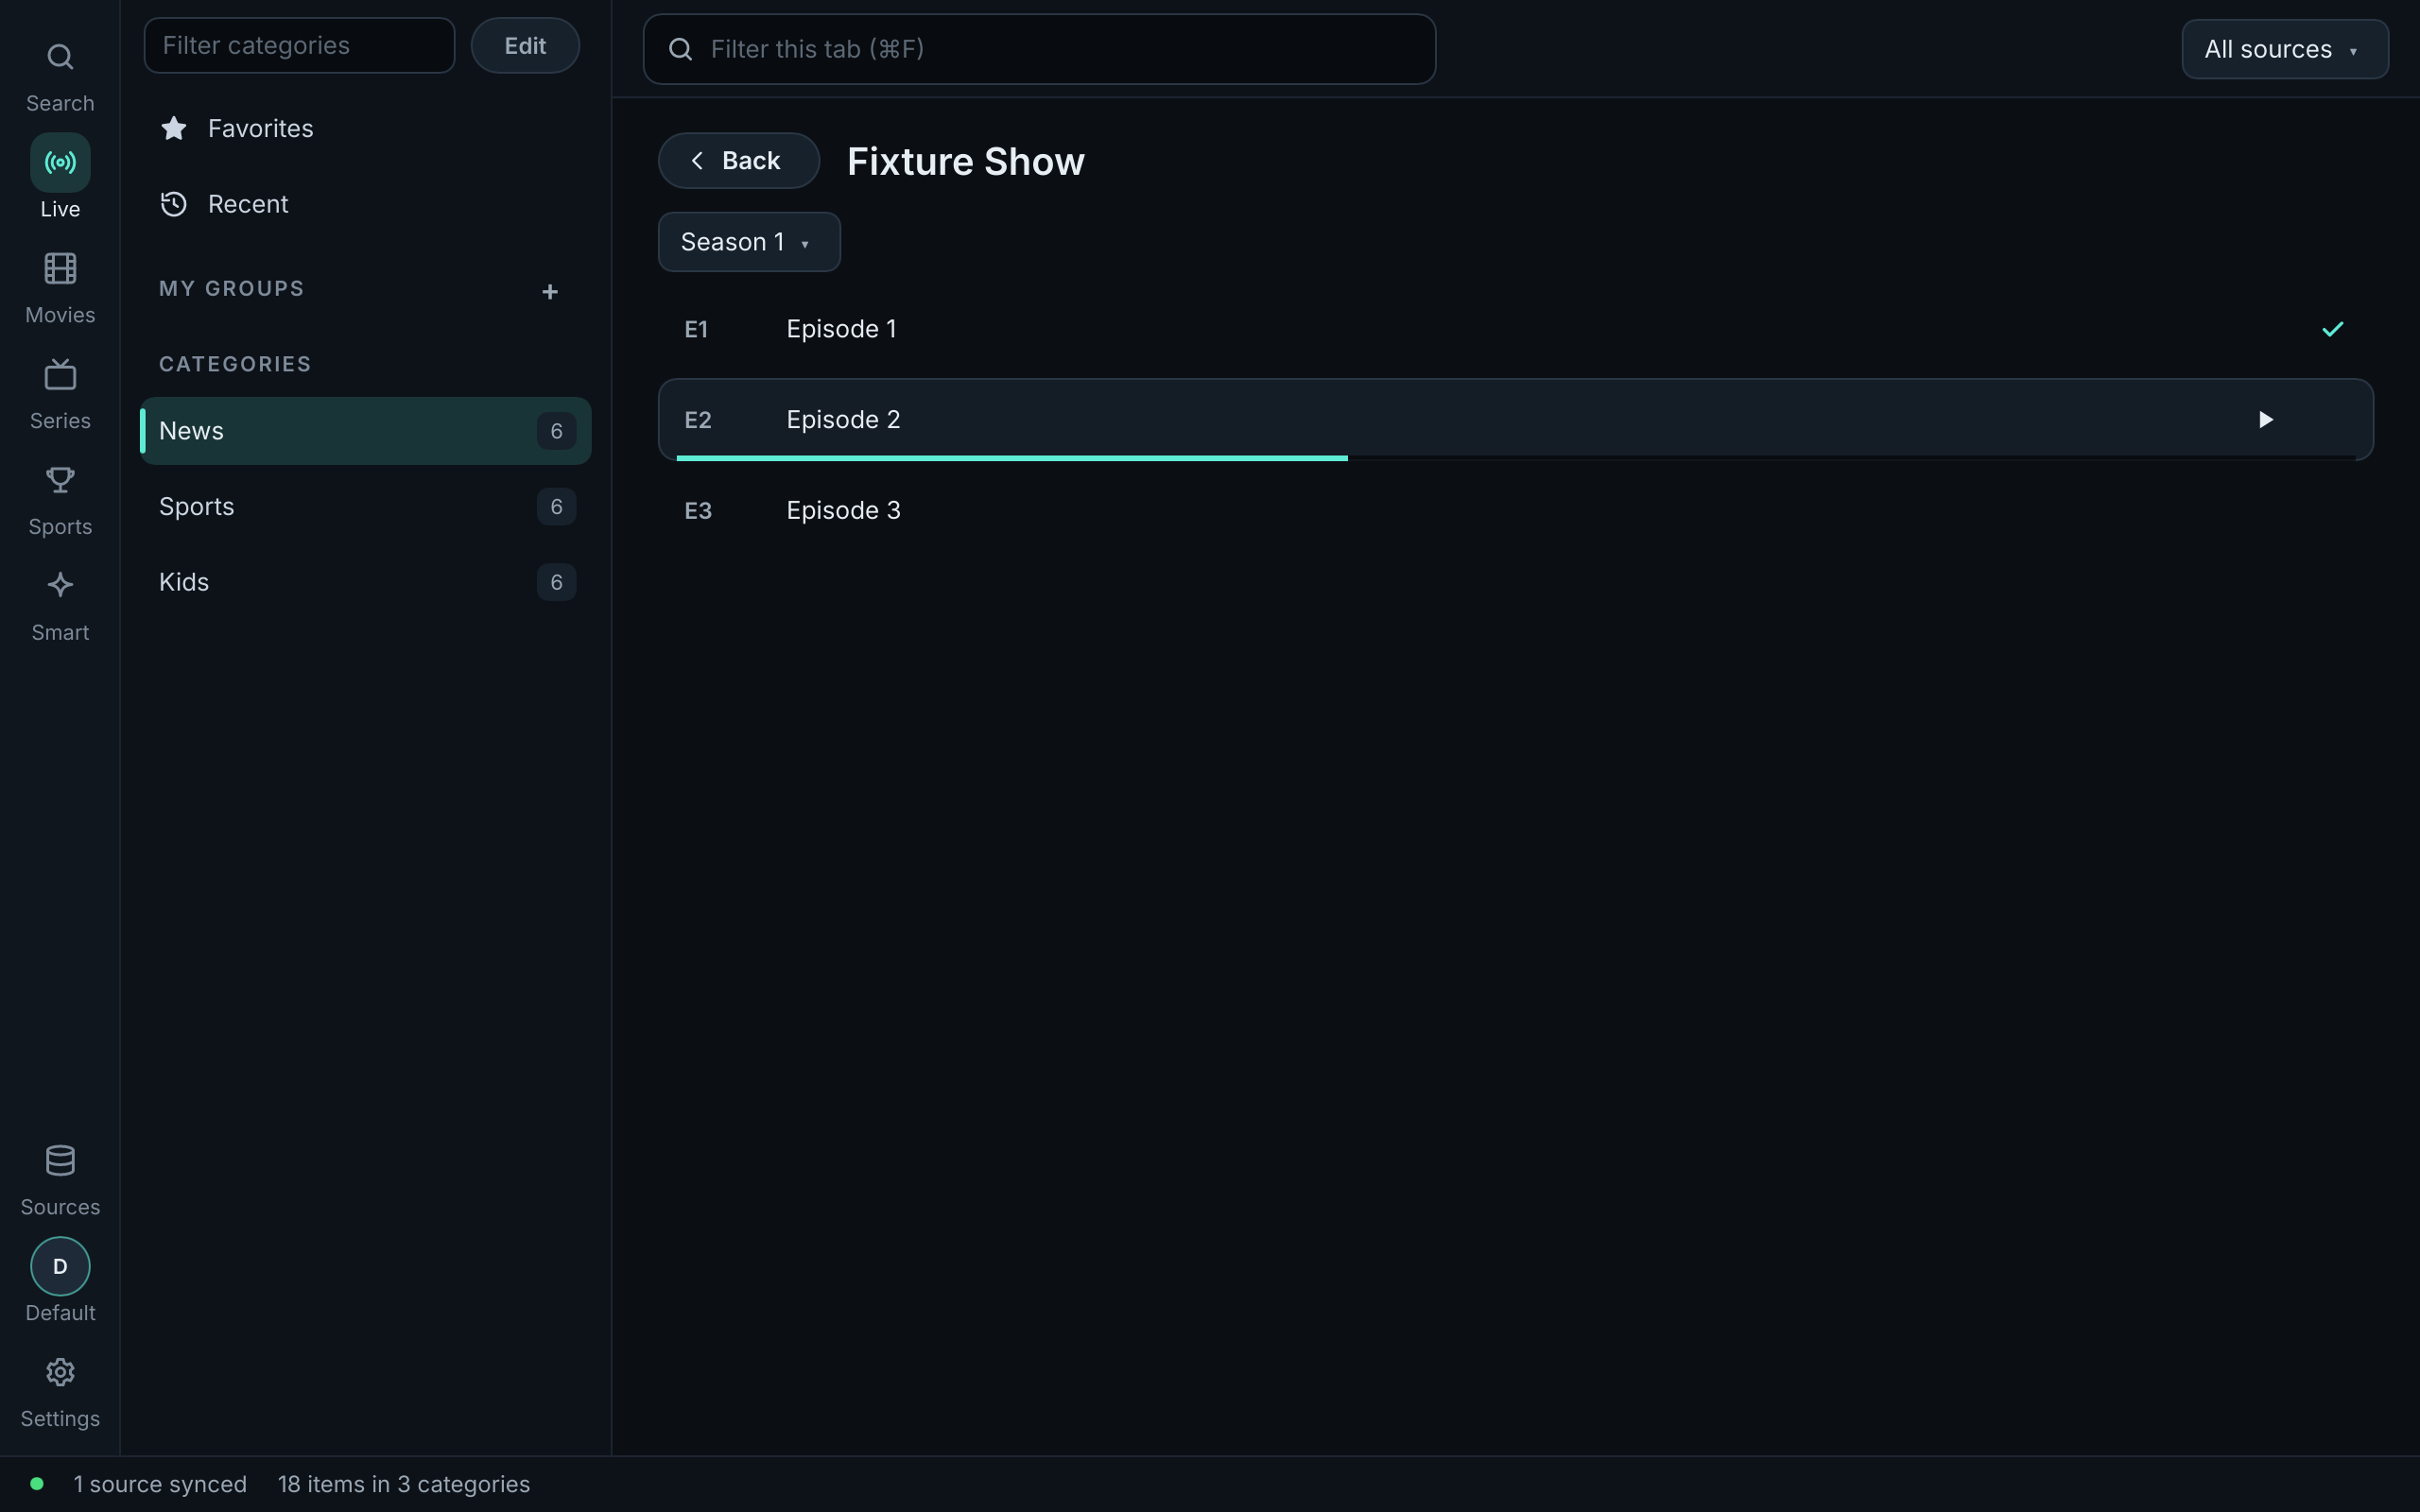 Search
Live
Movies
Series
Sports
Smart
Sources
D
Default
Settings
Filter categories
Edit
Favorites
Recent
MY GROUPS
+
CATEGORIES
News 6
Sports 6
Kids 6
Filter this tab (⌘F)
All sources
Back
Fixture Show
Season 1
E1 Episode 1
E2 Episode 2
E3 Episode 3
1 source synced 18 items in 3 categories